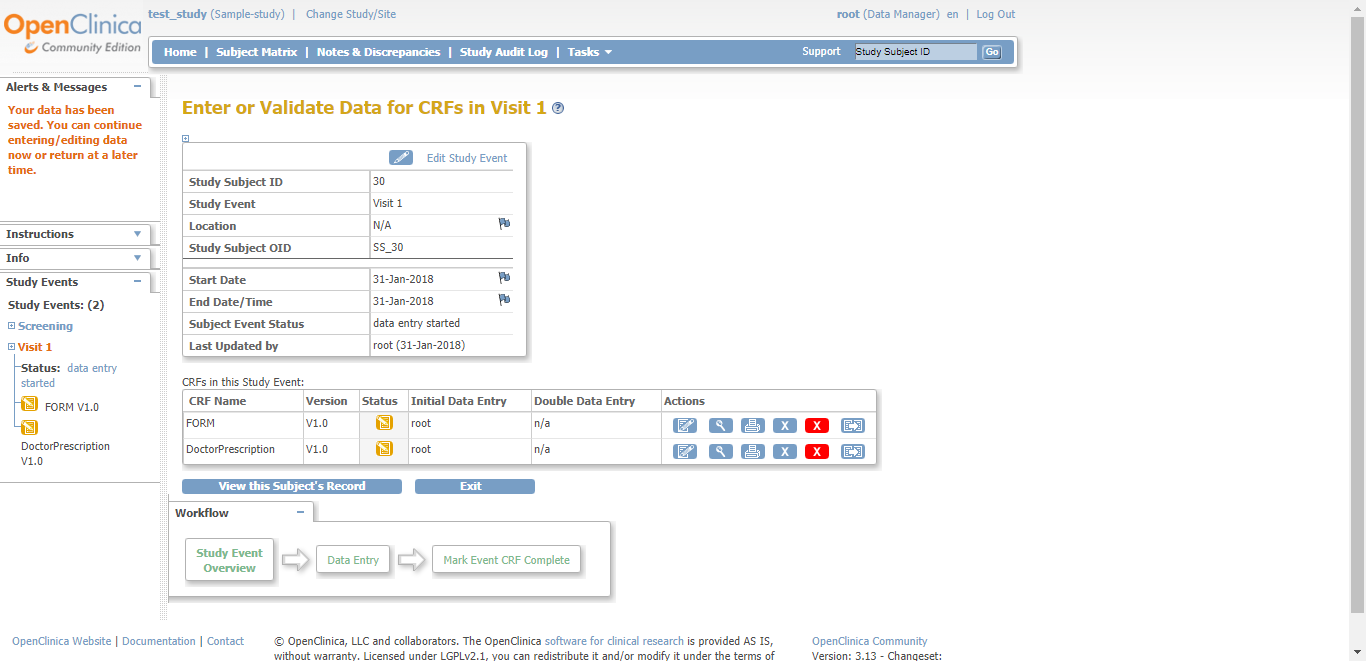 OpenClinica
Community Edition
test_study (Sample-study) | Change Study/Site
root (Data Manager) en | Log Out
Home | Subject Matrix | Notes & Discrepancies | Study Audit Log | Tasks
Support Study Subject ID Go
Alerts & Messages
Your data has been
saved. You can continue
entering/editing data
now or return at a later
time.
Instructions
Info
Study Events
Study Events: (2)
Screening
Visit 1
Status: data entry
started
FORM V1.0
DoctorPrescription
V1.0
Enter or Validate Data for CRFs in Visit 1 ?
Edit Study Event
Study Subject ID 30
Study Event Visit 1
Location N/A
Study Subject OID SS_30
Start Date 31-Jan-2018
End Date/Time 31-Jan-2018
Subject Event Status data entry started
Last Updated by root (31-Jan-2018)
CRFs in this Study Event:
CRF Name Version Status Initial Data Entry Double Data Entry Actions
FORM V1.0 root n/a X X
DoctorPrescription V1.0 root n/a X X
View this Subject's Record Exit
Workflow
Study Event
Overview
Data Entry
Mark Event CRF Complete
OpenClinica Website | Documentation | Contact
© OpenClinica, LLC and collaborators. The OpenClinica software for clinical research is provided AS IS,
without warranty. Licensed under LGPLv2.1, you can redistribute it and/or modify it under the terms of
OpenClinica Community
Version: 3.13 - Changeset: